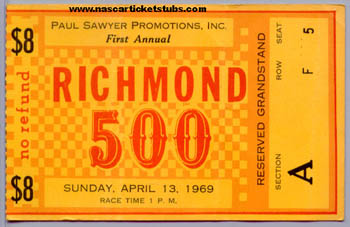 www.nascarticketstubs.com
$8
no refund
$8
PAUL SAWYER PROMOTIONS, INC.
First Annual
RICHMOND
500
SUNDAY, APRIL 13, 1969
RACE TIME 1 P. M.
RESERVED GRANDSTAND
SECTION
A
ROW
F
SEAT
5